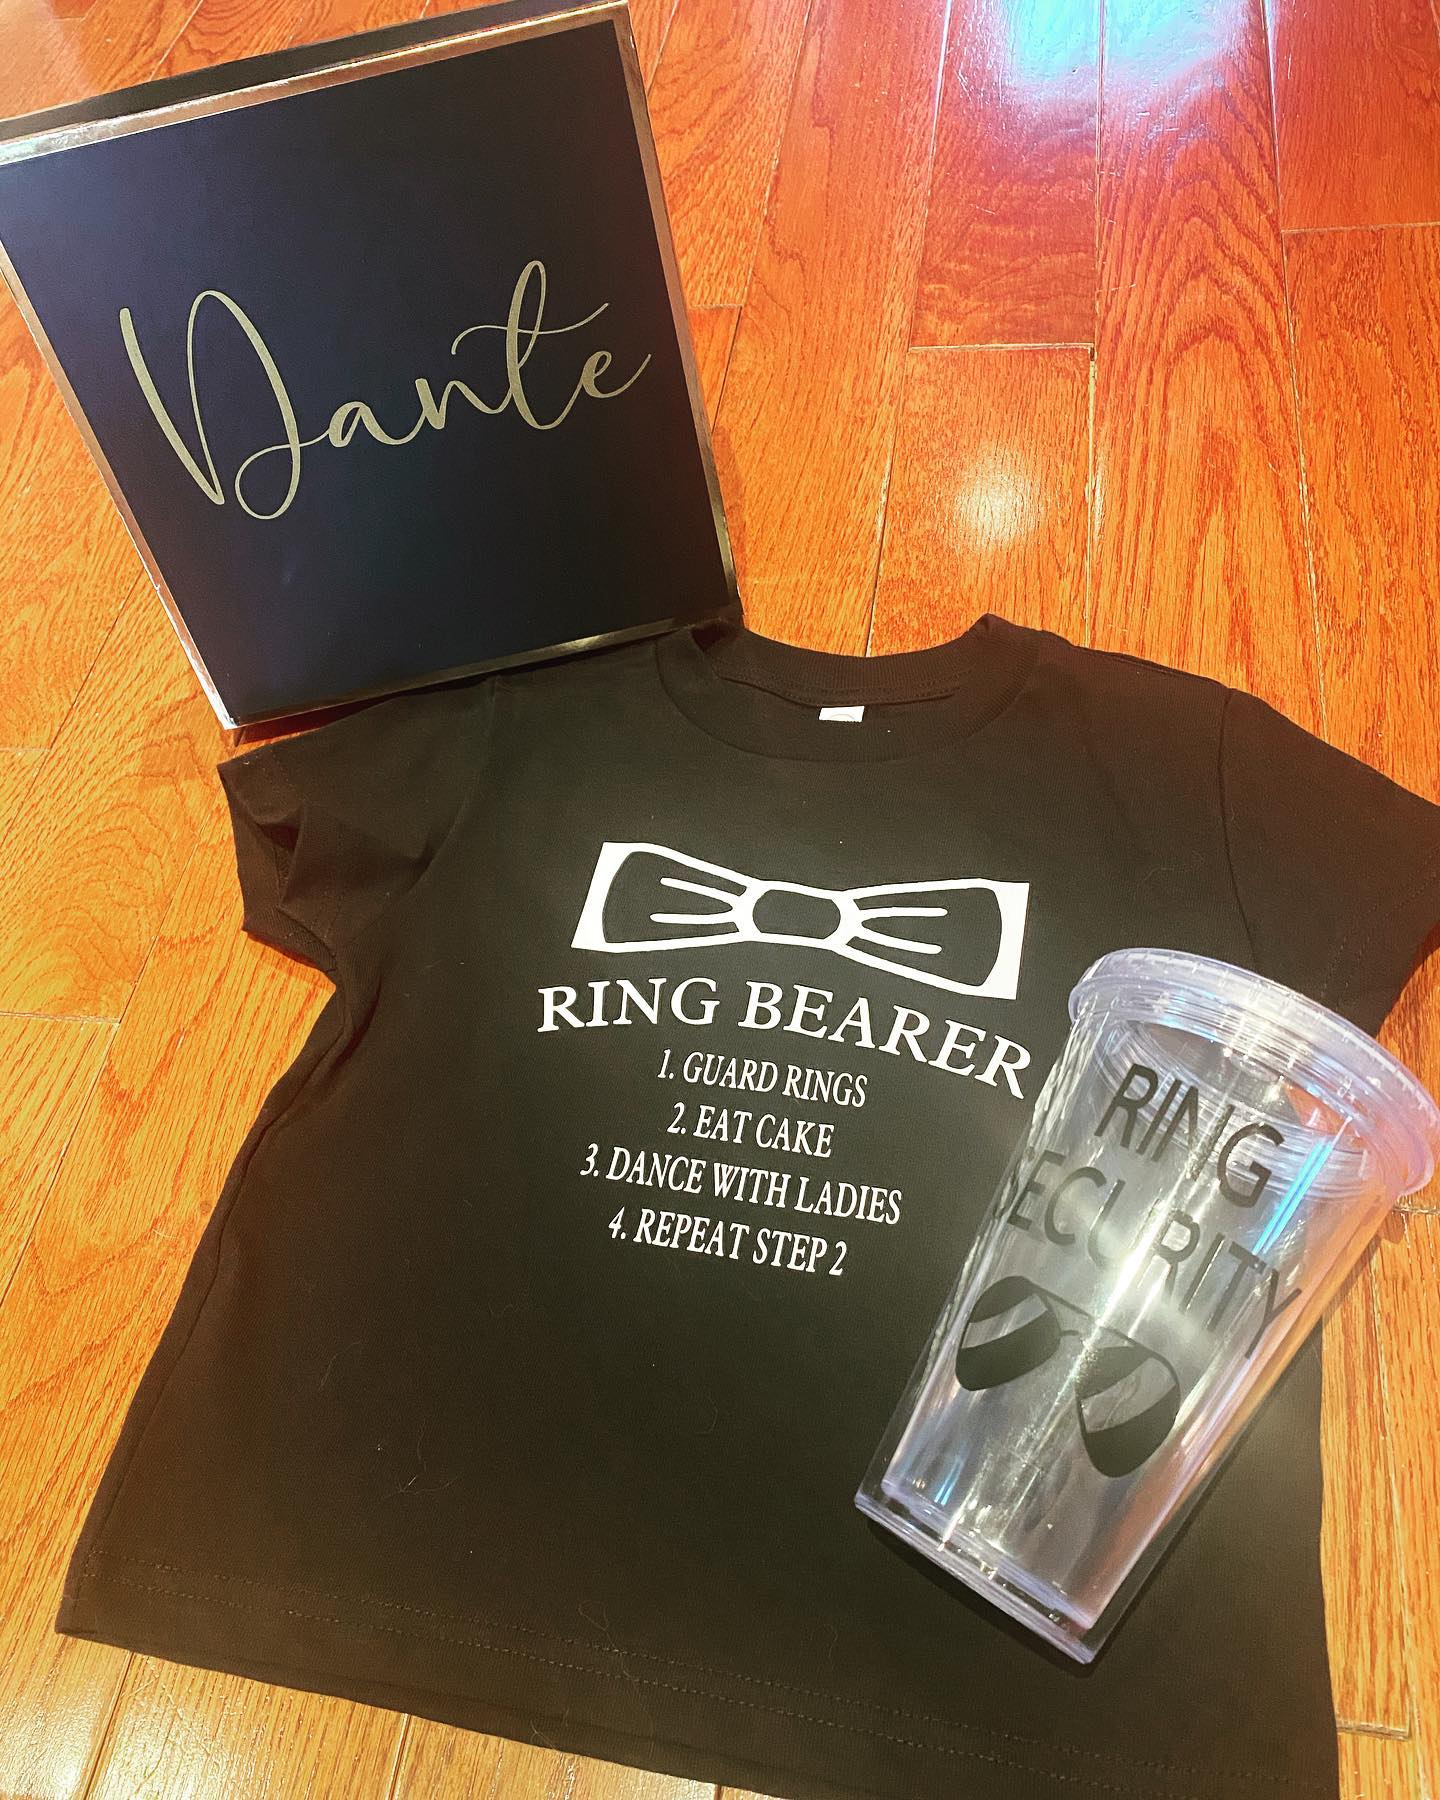 Dante
RING BEARER
1. GUARD RINGS
2. EAT CAKE
3. DANCE WITH LADIES
4. REPEAT STEP 2
RING
SECURITY